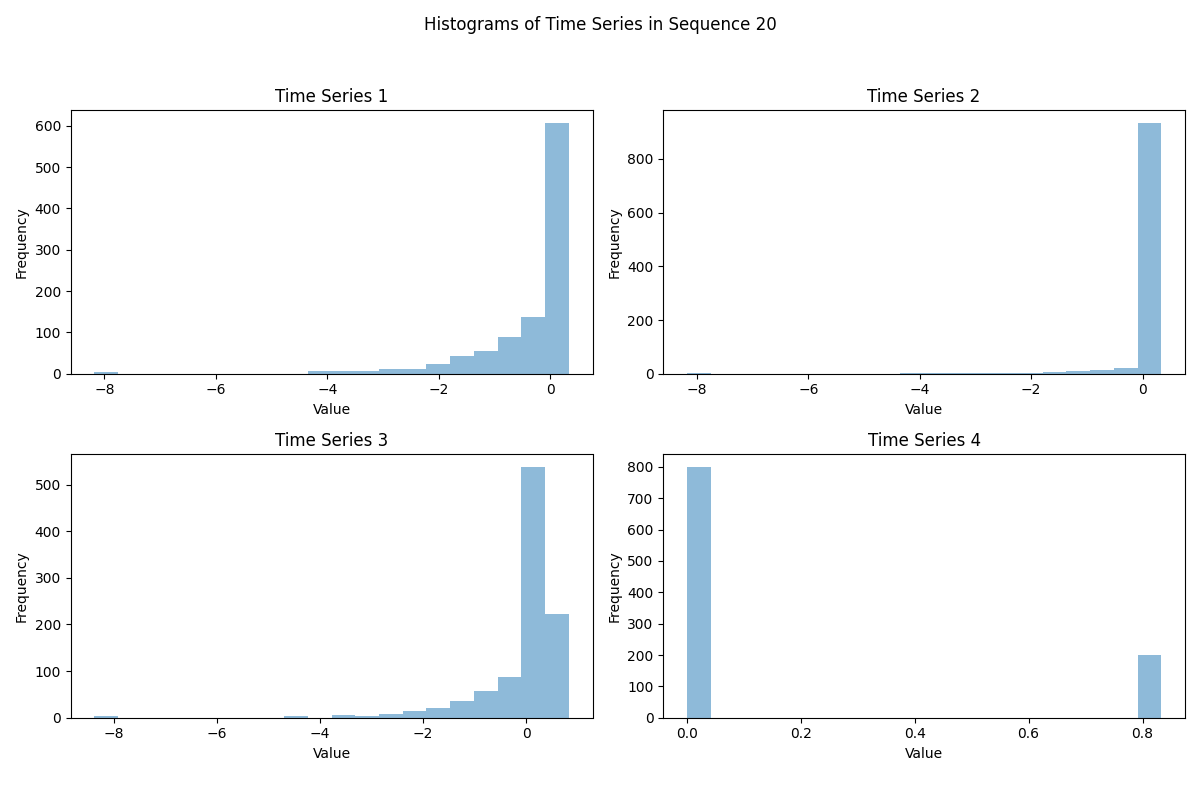 Histograms of Time Series in Sequence 20
Time Series 1
Frequency
600
500
400
300
200
100
0
−8 −6 −4 −2 0
Value
Time Series 2
Frequency
800
600
400
200
0
−8 −6 −4 −2 0
Value
Time Series 3
Frequency
500
400
300
200
100
0
−8 −6 −4 −2 0
Value
Time Series 4
Frequency
800
700
600
500
400
300
200
100
0
0.0 0.2 0.4 0.6 0.8
Value